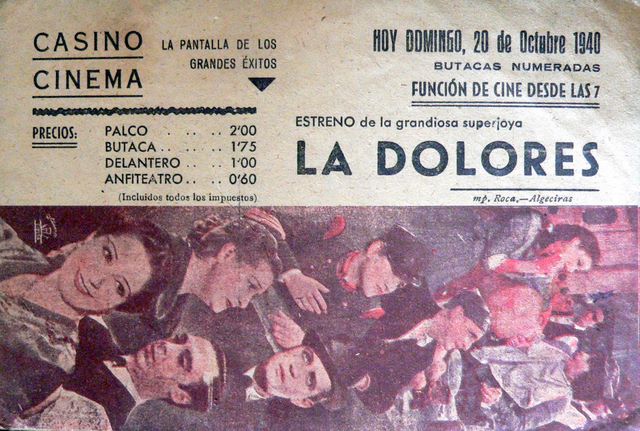 CASINO
CINEMA
LA PANTALLA DE LOS
GRANDES ÉXITOS
PRECIOS:
PALCO . . . . . 2'00
BUTACA . . . . . 1'75
DELANTERO . . . 1'00
ANFITEATRO . . . . 0'60
(Incluidos todos los impuestos)
HOY DOMINGO, 20 de Octubre 1940
BUTACAS NUMERADAS
FUNCIÓN DE CINE DESDE LAS 7
ESTRENO de la grandiosa superjoya
LA DOLORES
mp. Roca.—Algeciras